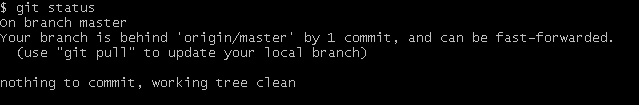 $ git status
On branch master
Your branch is behind 'origin/master' by 1 commit, and can be fast-forwarded.
  (use "git pull" to update your local branch)

nothing to commit, working tree clean